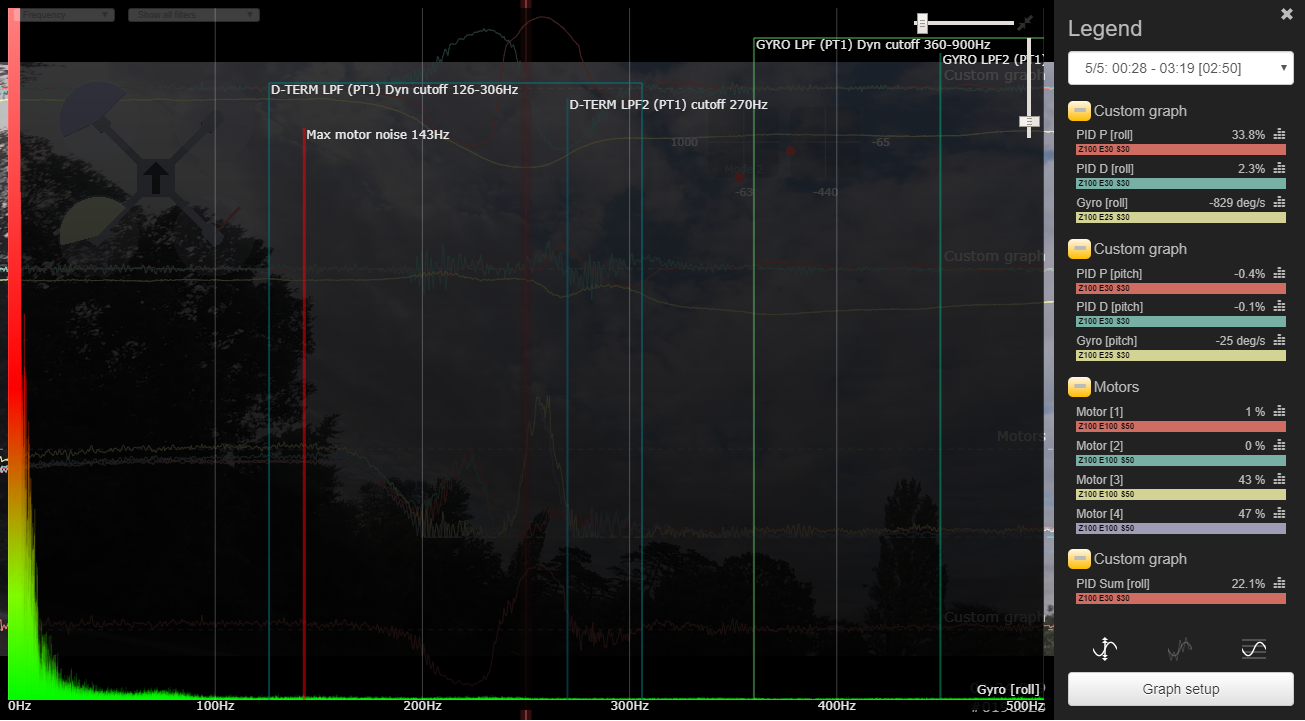 Frequency
Show all filters
GYRO LPF (PT1) Dyn cutoff 360-900Hz
GYRO LPF2 (PT1)
Custom graph
D-TERM LPF (PT1) Dyn cutoff 126-306Hz
D-TERM LPF2 (PT1) cutoff 270Hz
Max motor noise 143Hz
1000
-65
-63
-440
Custom graph
Motors
Custom graph
Gyro [roll]
0Hz
100Hz
200Hz
300Hz
400Hz
500Hz
Legend
5/5: 00:28 - 03:19 [02:50]
Custom graph
PID P [roll] 33.8%
Z100 E30 S30
PID D [roll] 2.3%
Z100 E30 S30
Gyro [roll] -829 deg/s
Z100 E25 S30
Custom graph
PID P [pitch] -0.4%
Z100 E30 S30
PID D [pitch] -0.1%
Z100 E30 S30
Gyro [pitch] -25 deg/s
Z100 E25 S30
Motors
Motor [1] 1 %
Z100 E100 S50
Motor [2] 0 %
Z100 E100 S50
Motor [3] 43 %
Z100 E100 S50
Motor [4] 47 %
Z100 E100 S50
Custom graph
PID Sum [roll] 22.1%
Z100 E30 S30
Graph setup